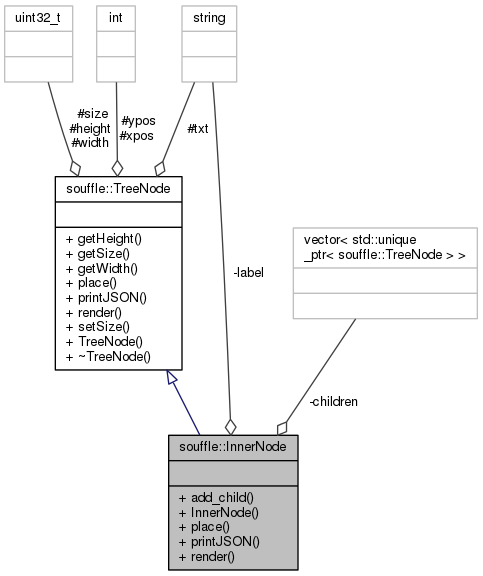 uint32_t
int
string
#size
#height
#width
#ypos
#xpos
#txt
souffle::TreeNode
+ getHeight()
+ getSize()
+ getWidth()
+ place()
+ printJSON()
+ render()
+ setSize()
+ TreeNode()
+ ~TreeNode()
vector< std::unique
_ptr< souffle::TreeNode > >
-label
-children
souffle::InnerNode
+ add_child()
+ InnerNode()
+ place()
+ printJSON()
+ render()